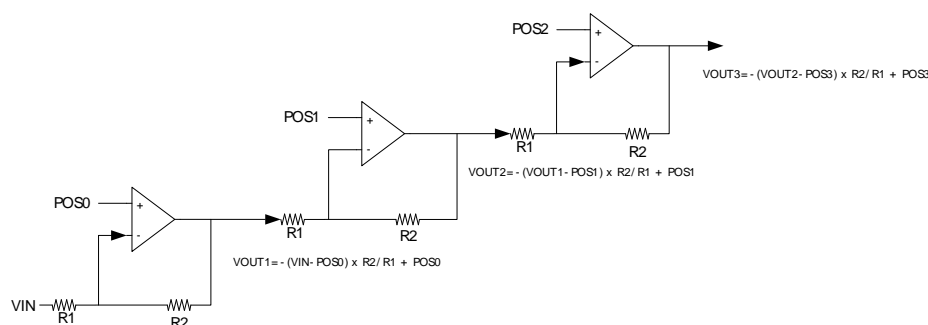 POS2
+
-
VOUT3= - (VOUT2- POS3) x R2/ R1 + POS3
POS1
+
-
R1
R2
VOUT2= - (VOUT1- POS1) x R2/ R1 + POS1
POS0
+
-
R1
R2
VOUT1= - (VIN- POS0) x R2/ R1 + POS0
VIN
R1
R2